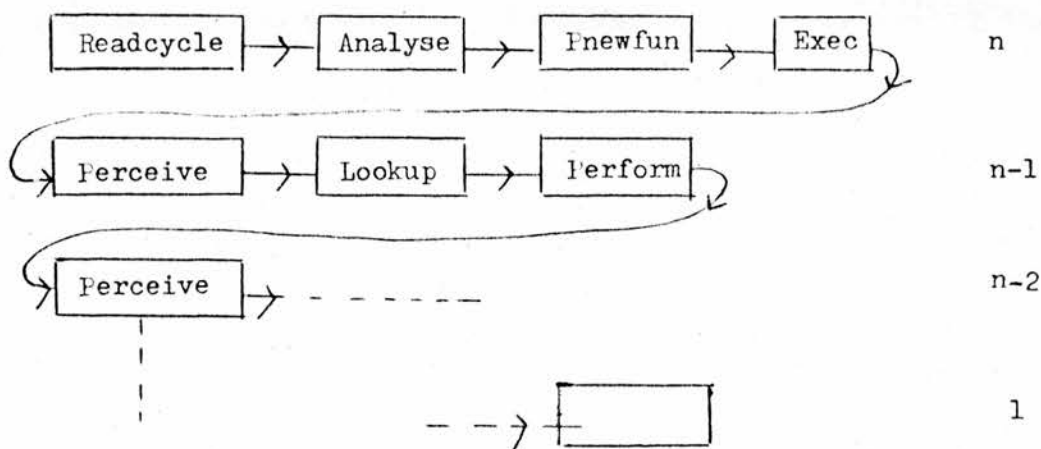 Readcycle Analyse Pnewfun Exec n
Perceive Lookup Perform n-1
Perceive n-2
1